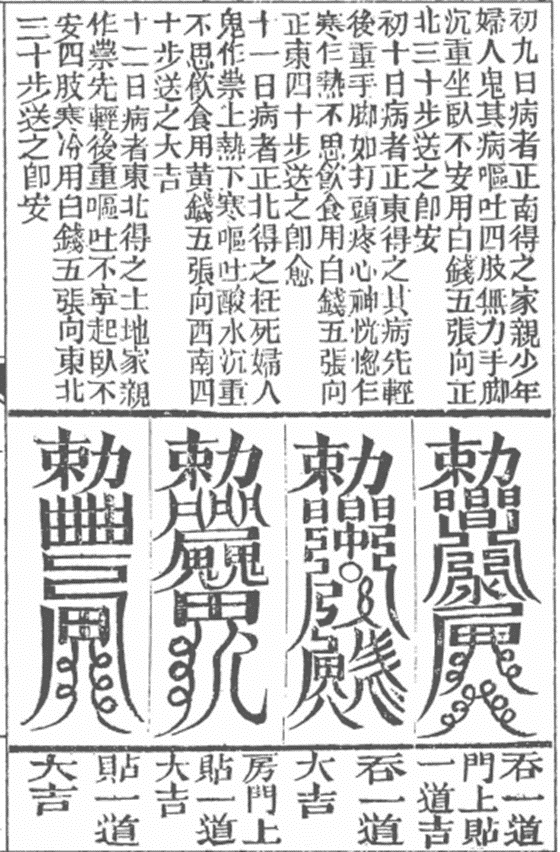 初九日病者正南得之家親少年
婦人鬼其病嘔吐四肢無力手脚
沉重坐臥不安用白錢五張向正
北三十步送之卽安
初十日病者正東得之其病先輕
後重手脚如打頭疼心神恍惚乍
寒乍熱不思飮食用白錢五張向
正東四十步送之卽愈
十一日病者正北得之枉死婦人
鬼作祟上熱下寒嘔吐酸水沉重
不思飮食用黃錢五張向西南四
十步送之大吉
十二日病者東北得之土地家親
作祟先輕後重嘔吐不寧起臥不
安四肢寒冷用白錢五張向東北
三十步送之卽安
勅
勅
勅
勅
吞一道
門上貼
一道吉
吞一道
大吉
房門上
貼一道
大吉
貼一道
大吉